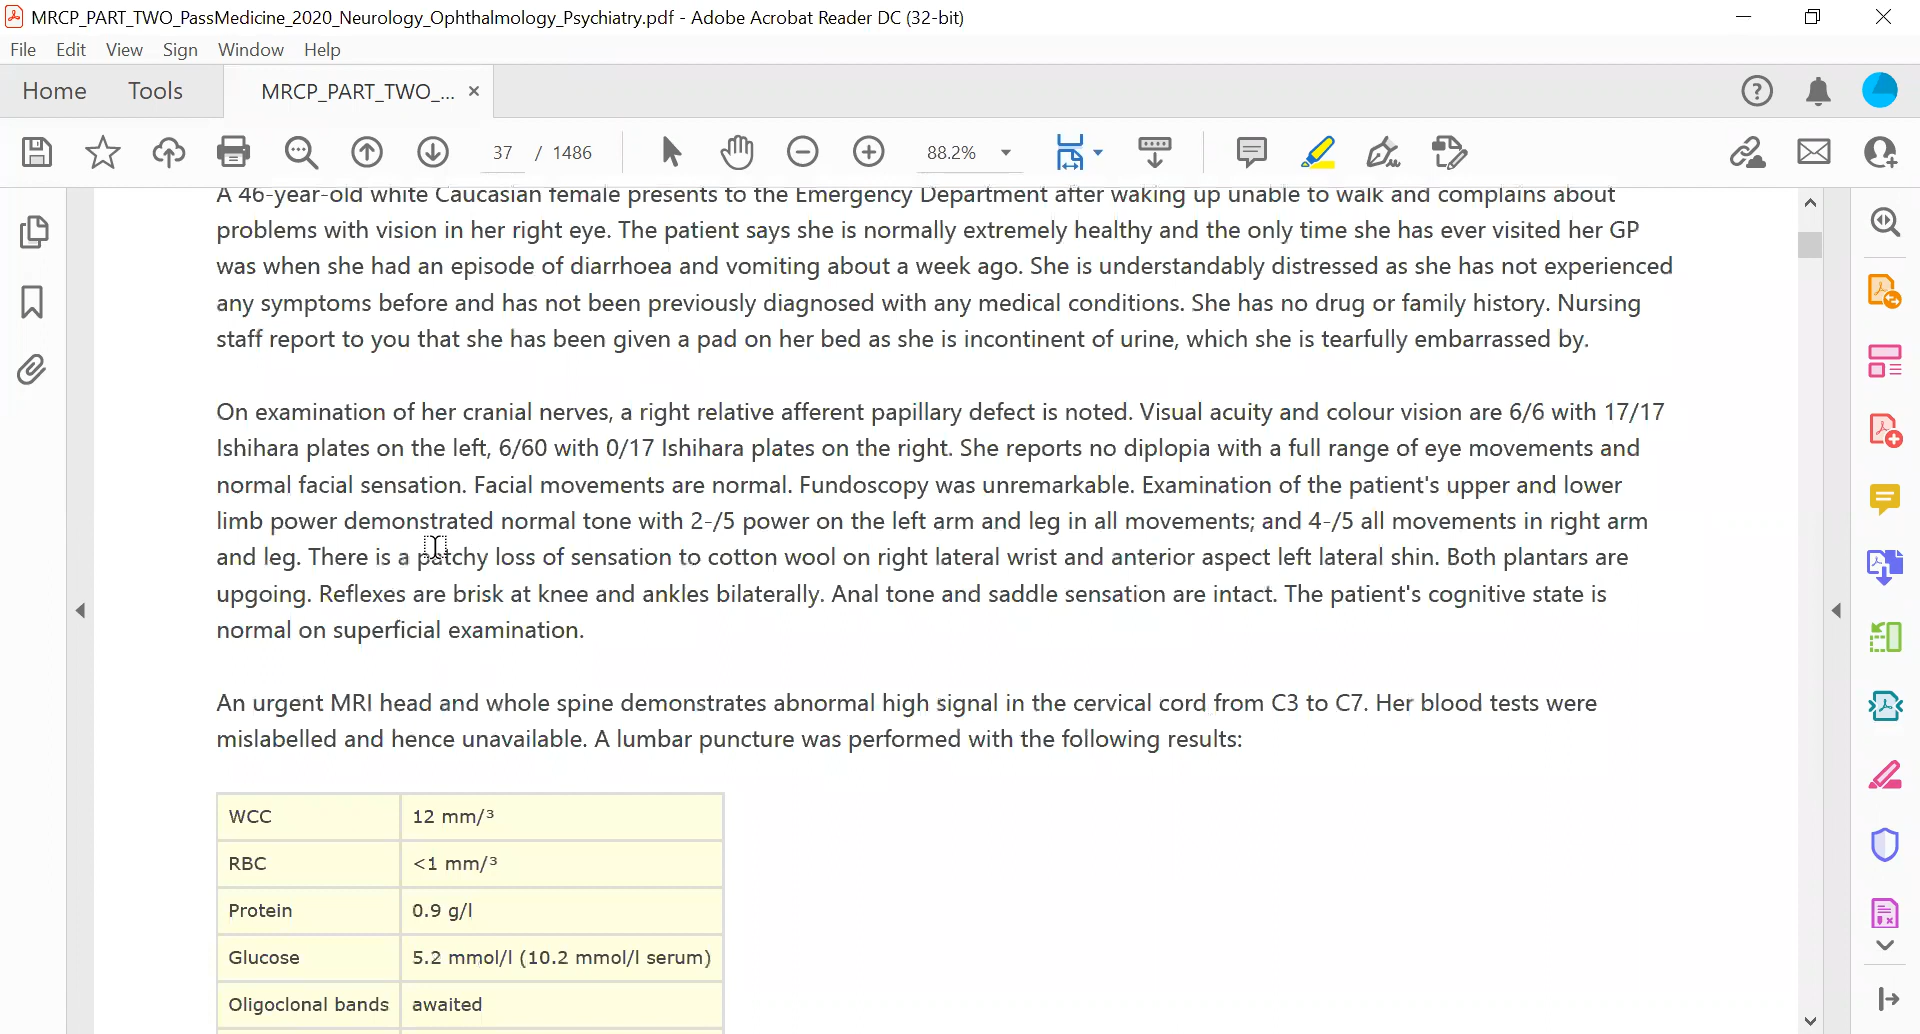 MRCP_PART_TWO_PassMedicine_2020_Neurology_Ophthalmology_Psychiatry.pdf - Adobe Acrobat Reader DC (32-bit)
File Edit View Sign Window Help
Home Tools MRCP_PART_TWO_... ×
37 / 1486 88.2%
A 46-year-old white Caucasian female presents to the Emergency Department after waking up unable to walk and complains about
problems with vision in her right eye. The patient says she is normally extremely healthy and the only time she has ever visited her GP
was when she had an episode of diarrhoea and vomiting about a week ago. She is understandably distressed as she has not experienced
any symptoms before and has not been previously diagnosed with any medical conditions. She has no drug or family history. Nursing
staff report to you that she has been given a pad on her bed as she is incontinent of urine, which she is tearfully embarrassed by.
On examination of her cranial nerves, a right relative afferent papillary defect is noted. Visual acuity and colour vision are 6/6 with 17/17
Ishihara plates on the left, 6/60 with 0/17 Ishihara plates on the right. She reports no diplopia with a full range of eye movements and
normal facial sensation. Facial movements are normal. Fundoscopy was unremarkable. Examination of the patient's upper and lower
limb power demonstrated normal tone with 2-/5 power on the left arm and leg in all movements; and 4-/5 all movements in right arm
and leg. There is a patchy loss of sensation to cotton wool on right lateral wrist and anterior aspect left lateral shin. Both plantars are
upgoing. Reflexes are brisk at knee and ankles bilaterally. Anal tone and saddle sensation are intact. The patient's cognitive state is
normal on superficial examination.
An urgent MRI head and whole spine demonstrates abnormal high signal in the cervical cord from C3 to C7. Her blood tests were
mislabelled and hence unavailable. A lumbar puncture was performed with the following results:
WCC 12 mm/³
RBC <1 mm/³
Protein 0.9 g/l
Glucose 5.2 mmol/l (10.2 mmol/l serum)
Oligoclonal bands awaited